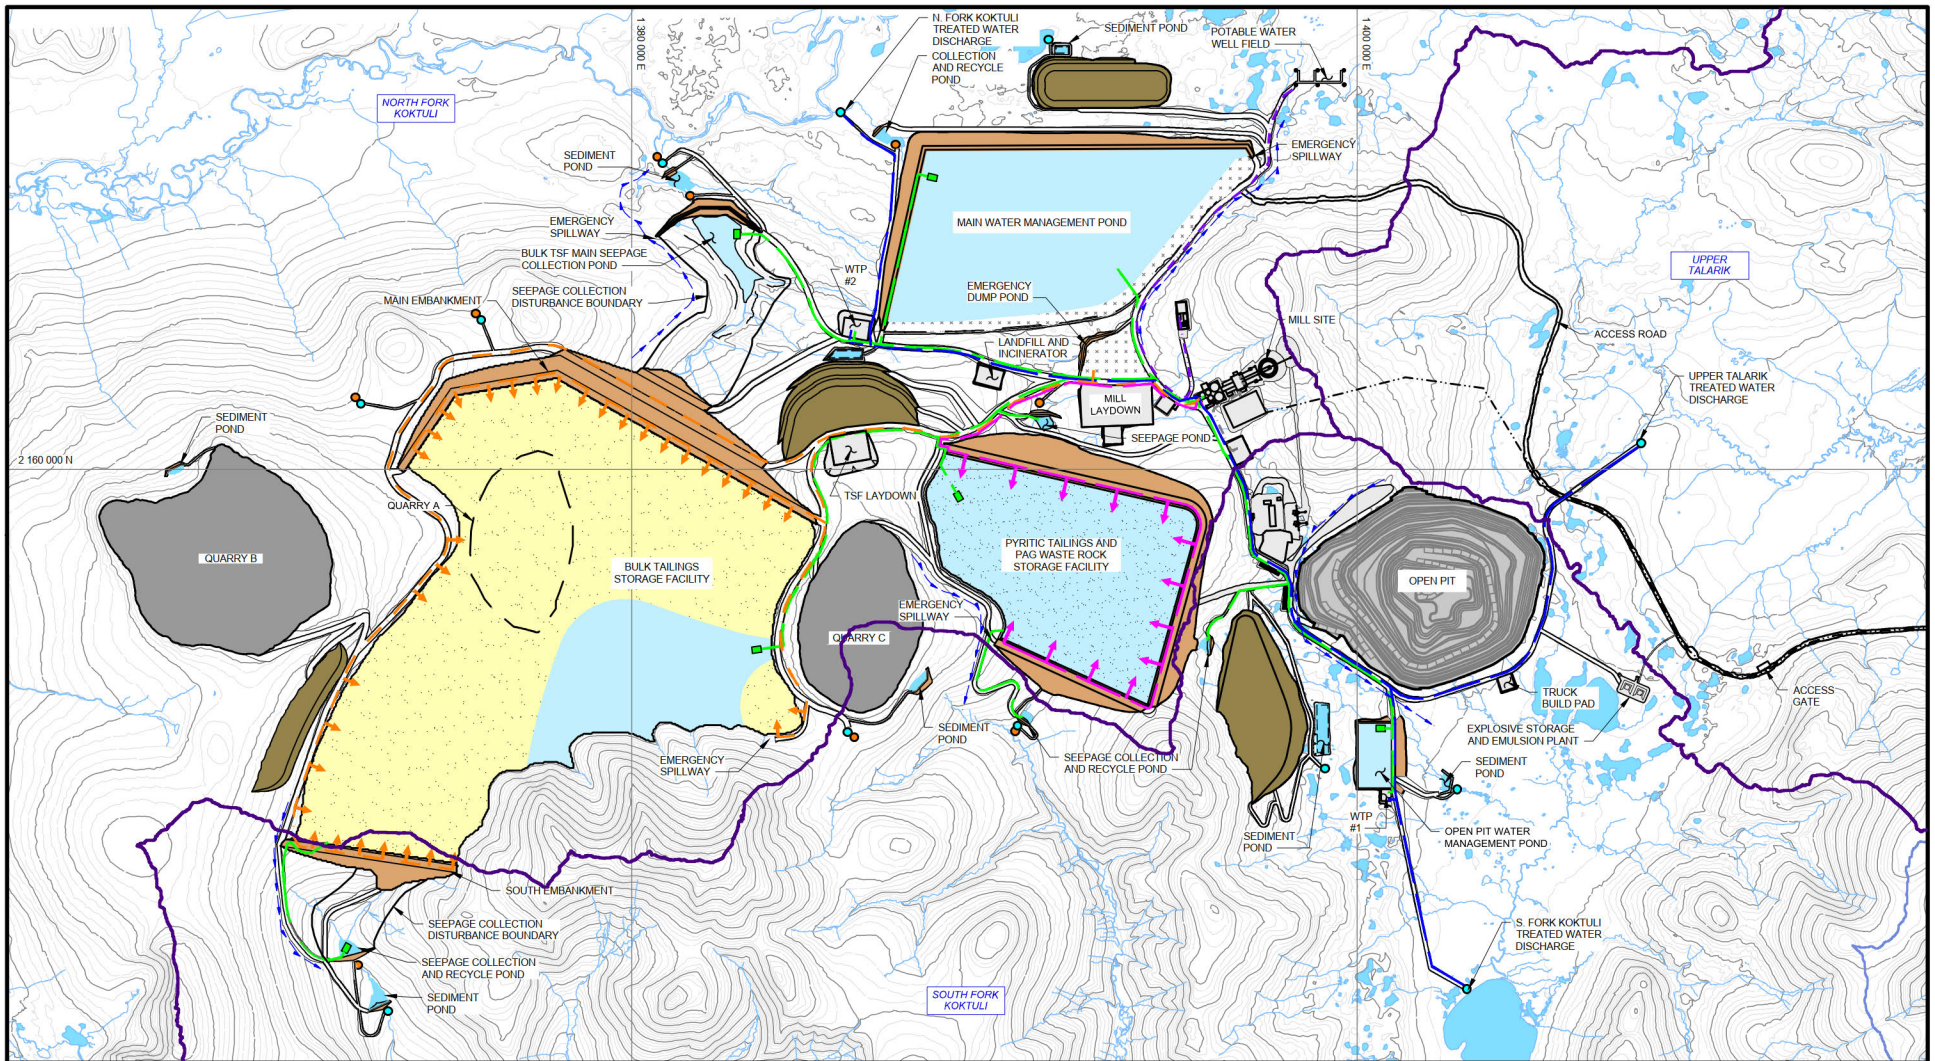 N. FORK KOKTULI
TREATED WATER
DISCHARGE
COLLECTION
AND RECYCLE
POND
1 380 000 E
SEDIMENT POND
POTABLE WATER
WELL FIELD
1 400 000 E
NORTH FORK
KOKTULI
SEDIMENT
POND
EMERGENCY
SPILLWAY
EMERGENCY
SPILLWAY
MAIN WATER MANAGEMENT POND
BULK TSF MAIN SEEPAGE
COLLECTION POND
UPPER
TALARIK
WTP
#2
SEEPAGE COLLECTION
DISTURBANCE BOUNDARY
EMERGENCY
DUMP POND
MAIN EMBANKMENT
MILL SITE
ACCESS ROAD
LANDFILL AND
INCINERATOR
UPPER TALARIK
TREATED WATER
DISCHARGE
MILL
LAYDOWN
SEDIMENT
POND
SEEPAGE POND
2 160 000 N
TSF LAYDOWN
QUARRY A
QUARRY B
BULK TAILINGS
STORAGE FACILITY
PYRITIC TAILINGS AND
PAG WASTE ROCK
STORAGE FACILITY
OPEN PIT
EMERGENCY
SPILLWAY
QUARRY C
TRUCK
BUILD PAD
ACCESS
GATE
EXPLOSIVE STORAGE
AND EMULSION PLANT
SEDIMENT
POND
EMERGENCY
SPILLWAY
SEEPAGE COLLECTION
AND RECYCLE POND
SEDIMENT
POND
WTP
#1
SEDIMENT
POND
OPEN PIT WATER
MANAGEMENT POND
SOUTH EMBANKMENT
SEEPAGE COLLECTION
DISTURBANCE BOUNDARY
S. FORK KOKTULI
TREATED WATER
DISCHARGE
SEEPAGE COLLECTION
AND RECYCLE POND
SEDIMENT
POND
SOUTH FORK
KOKTULI